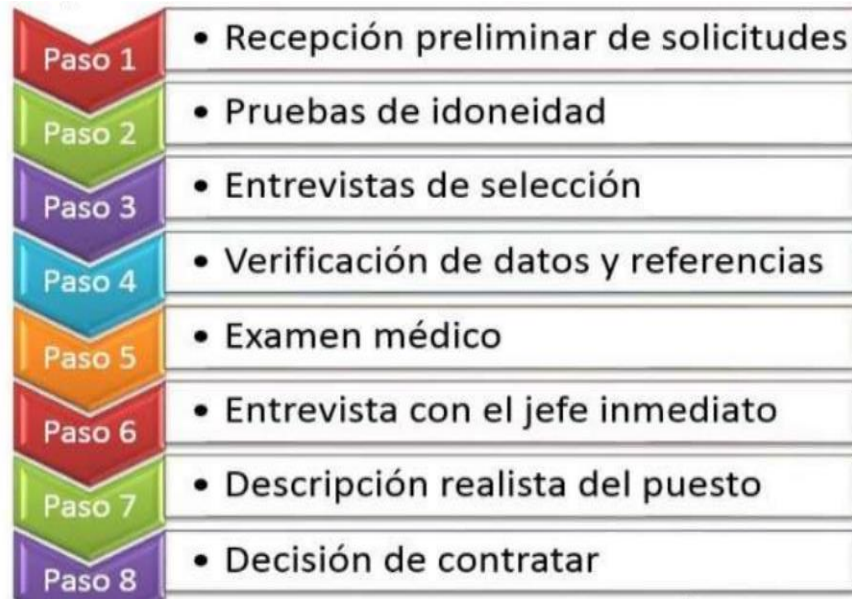 Paso 1 • Recepción preliminar de solicitudes
Paso 2 • Pruebas de idoneidad
Paso 3 • Entrevistas de selección
Paso 4 • Verificación de datos y referencias
Paso 5 • Examen médico
Paso 6 • Entrevista con el jefe inmediato
Paso 7 • Descripción realista del puesto
Paso 8 • Decisión de contratar